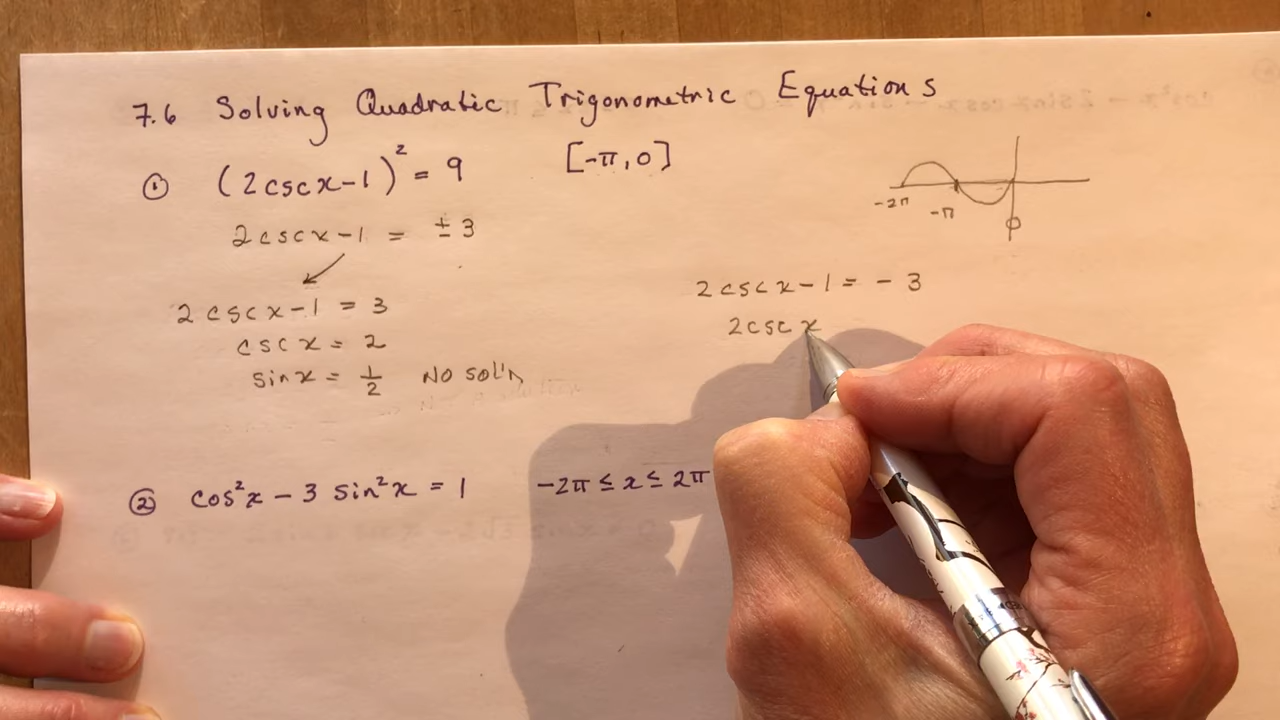 7.6 Solving Quadratic Trigonometric Equations
① (2cscx-1)² = 9 [-π,0]
2cscx-1 = ±3
-2π -π 0
2cscx-1 = 3
cscx = 2
sinx = 1/2 No sol'n
2cscx-1 = -3
2cscx
② cos²x - 3 sin²x = 1 -2π ≤ x ≤ 2π